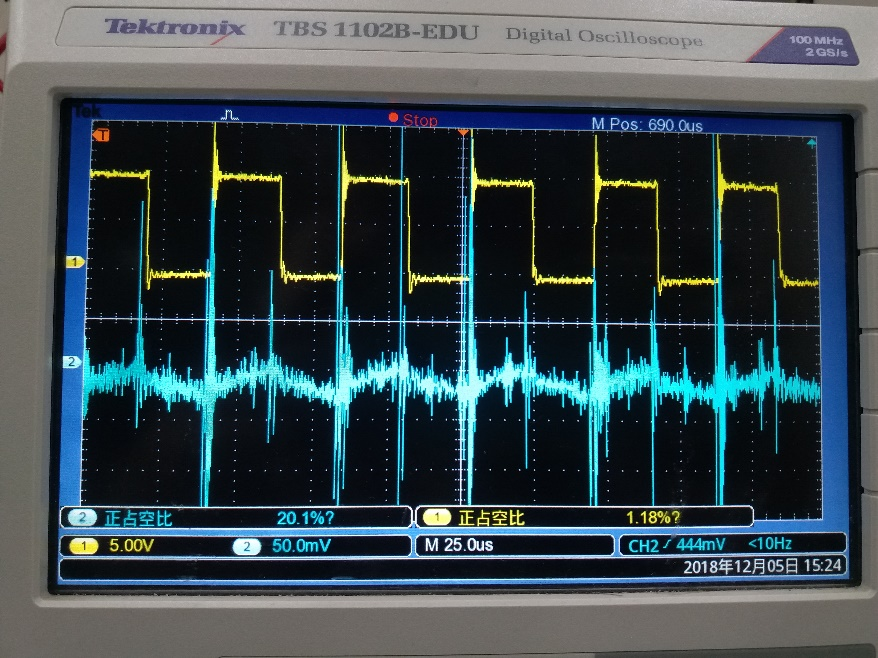 Tektronix TBS 1102B-EDU Digital Oscilloscope 100 MHz
2 GS/s
Tek Stop M Pos: 690.0us
T
1
2
2 正占空比 20.1%? 1 正占空比 1.18%?
1 5.00V 2 50.0mV M 25.0us CH2 444mV <10Hz
2018年12月05日 15:24